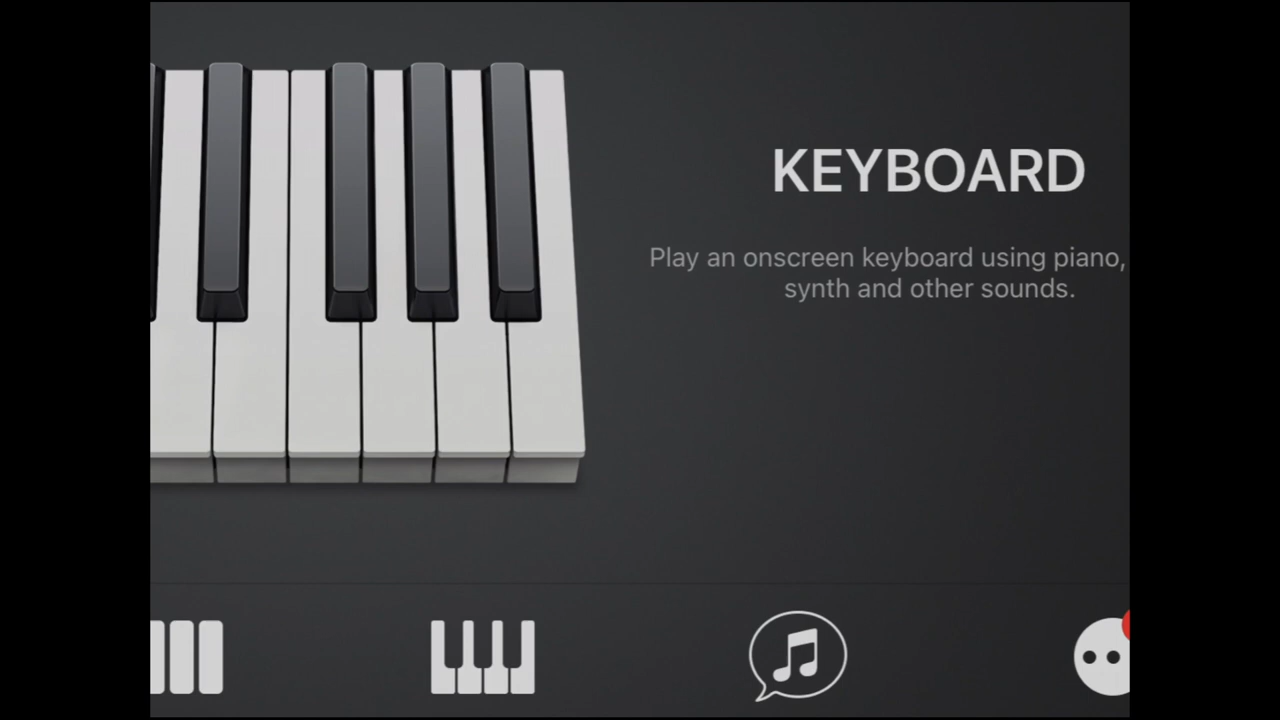 KEYBOARD
Play an onscreen keyboard using piano,
synth and other sounds.